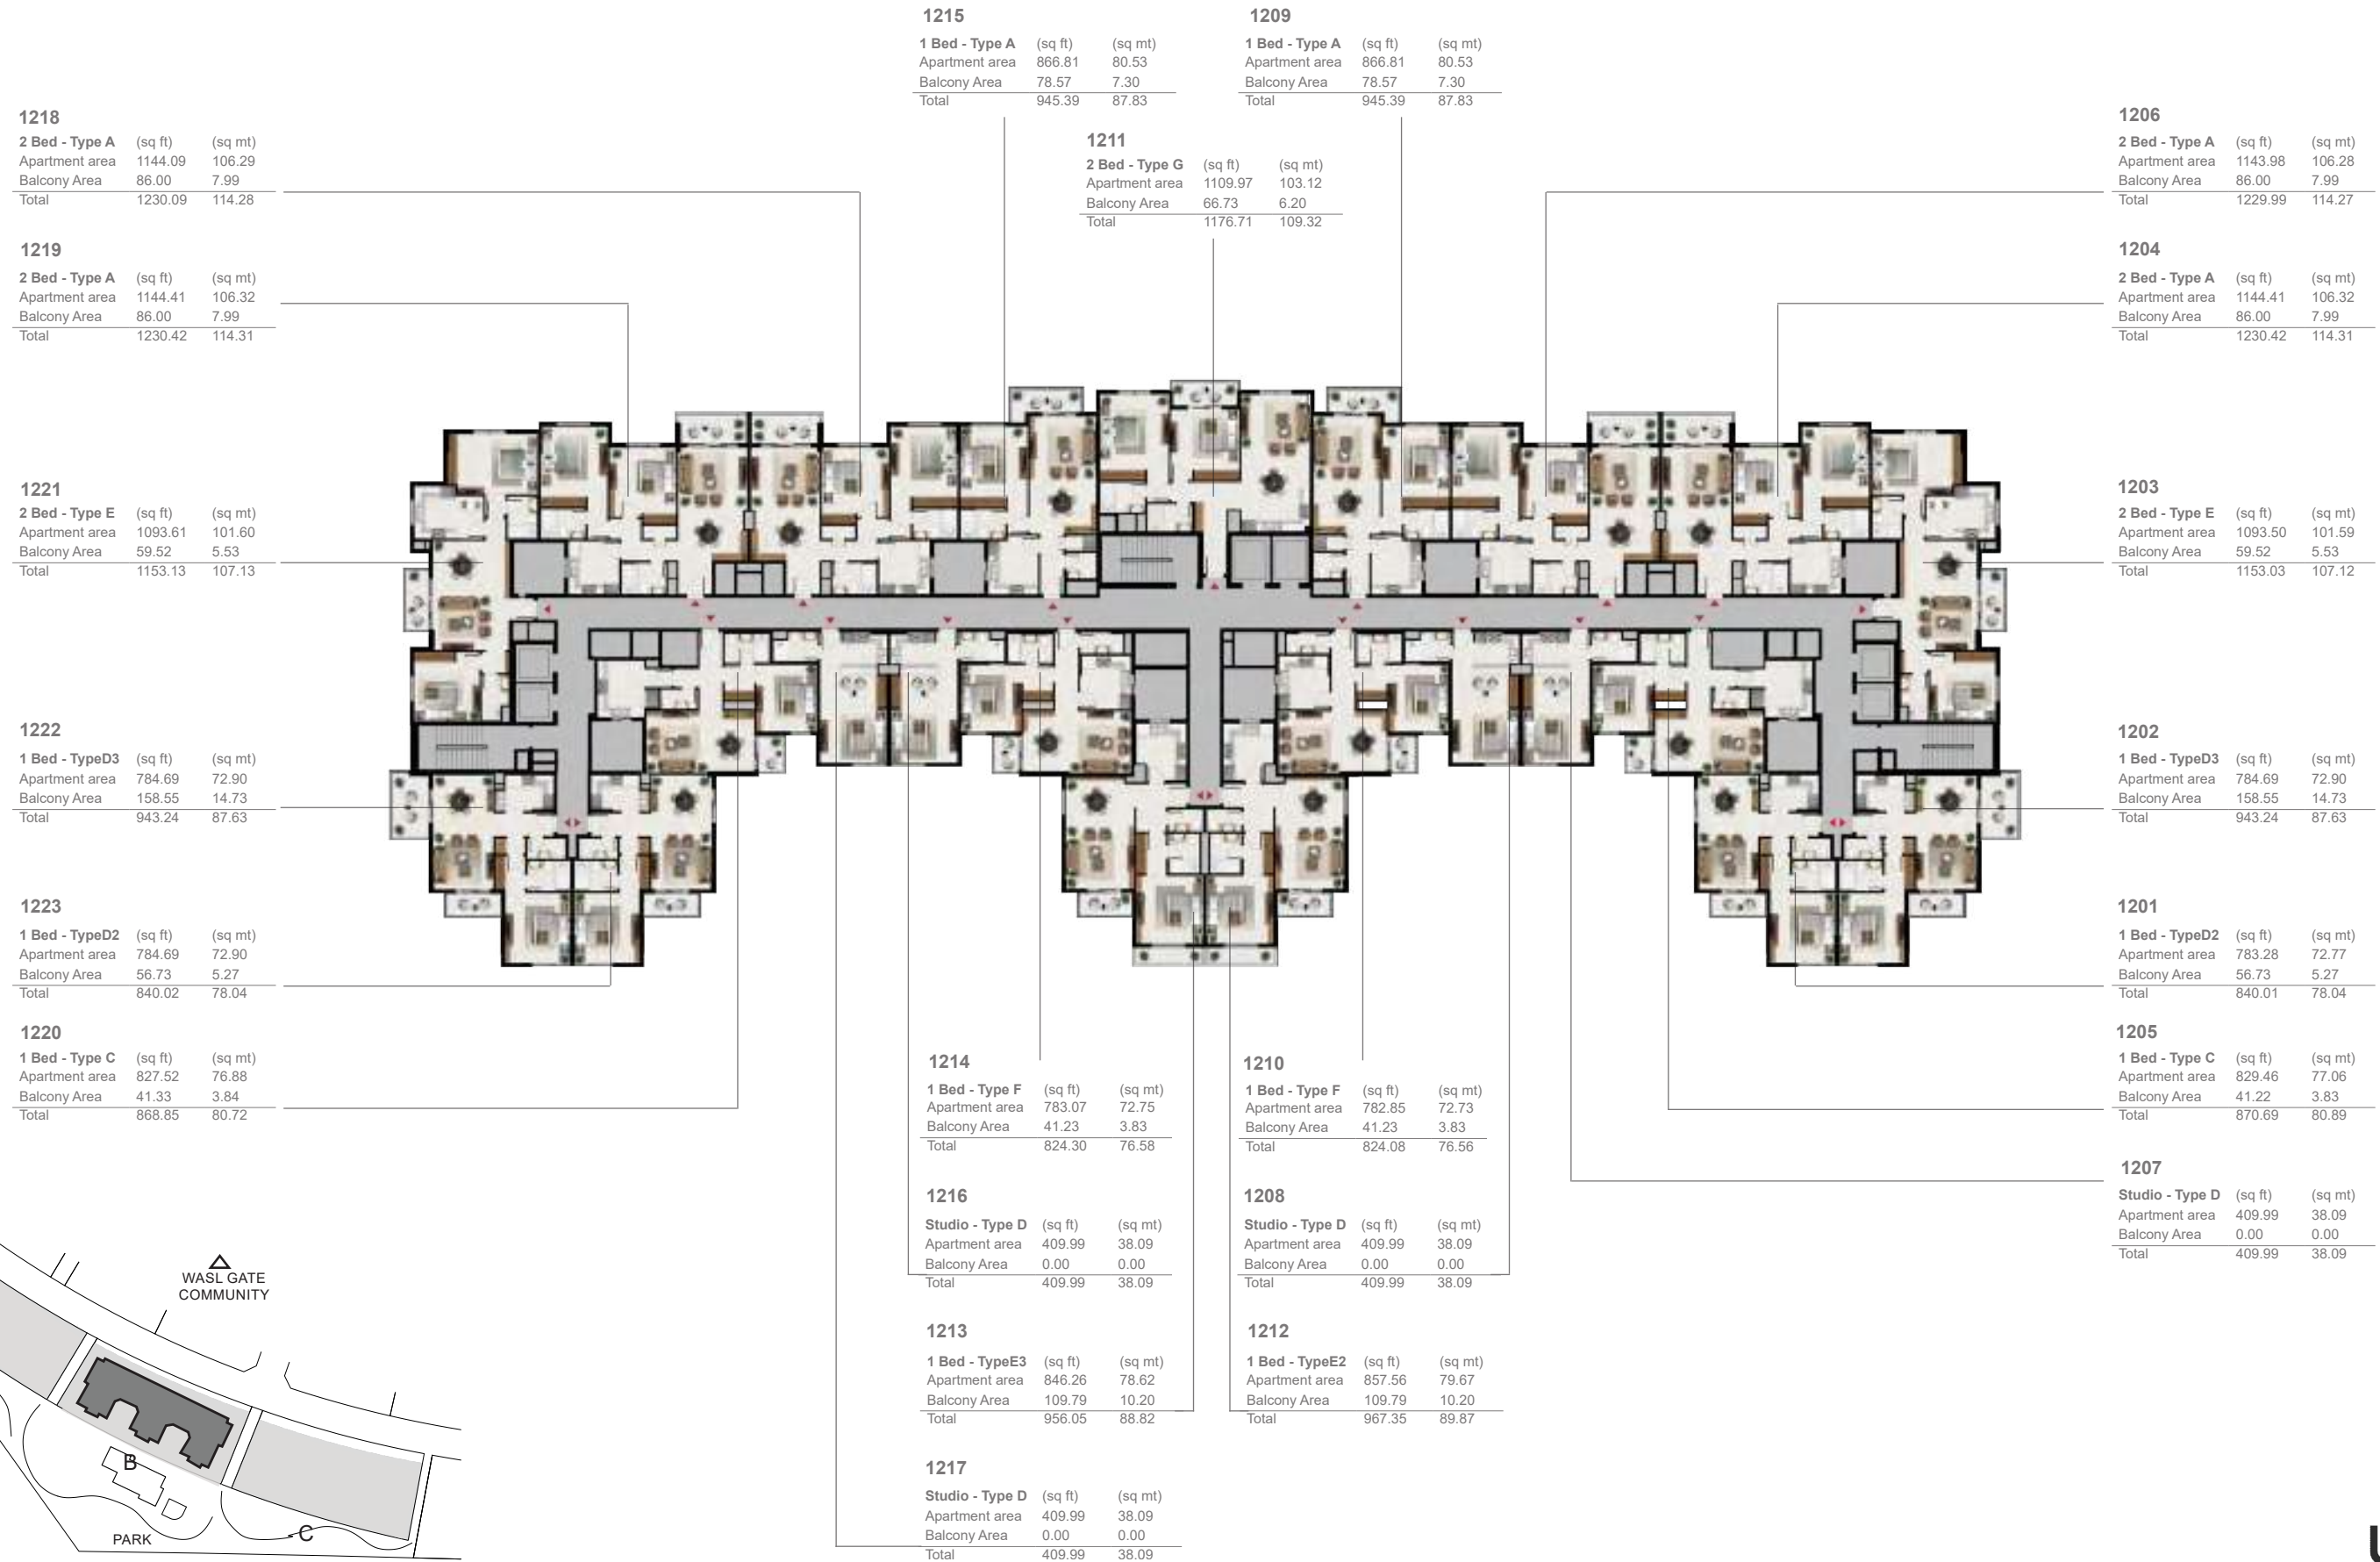 1215
1 Bed - Type A (sq ft) (sq mt)
Apartment area 866.81 80.53
Balcony Area 78.57 7.30
Total 945.39 87.83
1209
1 Bed - Type A (sq ft) (sq mt)
Apartment area 866.81 80.53
Balcony Area 78.57 7.30
Total 945.39 87.83
1211
2 Bed - Type G (sq ft) (sq mt)
Apartment area 1109.97 103.12
Balcony Area 66.73 6.20
Total 1176.71 109.32
1218
2 Bed - Type A (sq ft) (sq mt)
Apartment area 1144.09 106.29
Balcony Area 86.00 7.99
Total 1230.09 114.28
1219
2 Bed - Type A (sq ft) (sq mt)
Apartment area 1144.41 106.32
Balcony Area 86.00 7.99
Total 1230.42 114.31
1221
2 Bed - Type E (sq ft) (sq mt)
Apartment area 1093.61 101.60
Balcony Area 59.52 5.53
Total 1153.13 107.13
1222
1 Bed - TypeD3 (sq ft) (sq mt)
Apartment area 784.69 72.90
Balcony Area 158.55 14.73
Total 943.24 87.63
1223
1 Bed - TypeD2 (sq ft) (sq mt)
Apartment area 784.69 72.90
Balcony Area 56.73 5.27
Total 840.02 78.04
1220
1 Bed - Type C (sq ft) (sq mt)
Apartment area 827.52 76.88
Balcony Area 41.33 3.84
Total 868.85 80.72
1206
2 Bed - Type A (sq ft) (sq mt)
Apartment area 1143.98 106.28
Balcony Area 86.00 7.99
Total 1229.99 114.27
1204
2 Bed - Type A (sq ft) (sq mt)
Apartment area 1144.41 106.32
Balcony Area 86.00 7.99
Total 1230.42 114.31
1203
2 Bed - Type E (sq ft) (sq mt)
Apartment area 1093.50 101.59
Balcony Area 59.52 5.53
Total 1153.03 107.12
1202
1 Bed - TypeD3 (sq ft) (sq mt)
Apartment area 784.69 72.90
Balcony Area 158.55 14.73
Total 943.24 87.63
1201
1 Bed - TypeD2 (sq ft) (sq mt)
Apartment area 783.28 72.77
Balcony Area 56.73 5.27
Total 840.01 78.04
1205
1 Bed - Type C (sq ft) (sq mt)
Apartment area 829.46 77.06
Balcony Area 41.22 3.83
Total 870.69 80.89
1207
Studio - Type D (sq ft) (sq mt)
Apartment area 409.99 38.09
Balcony Area 0.00 0.00
Total 409.99 38.09
1214
1 Bed - Type F (sq ft) (sq mt)
Apartment area 783.07 72.75
Balcony Area 41.23 3.83
Total 824.30 76.58
1210
1 Bed - Type F (sq ft) (sq mt)
Apartment area 782.85 72.73
Balcony Area 41.23 3.83
Total 824.08 76.56
1216
Studio - Type D (sq ft) (sq mt)
Apartment area 409.99 38.09
Balcony Area 0.00 0.00
Total 409.99 38.09
1208
Studio - Type D (sq ft) (sq mt)
Apartment area 409.99 38.09
Balcony Area 0.00 0.00
Total 409.99 38.09
1213
1 Bed - TypeE3 (sq ft) (sq mt)
Apartment area 846.26 78.62
Balcony Area 109.79 10.20
Total 956.05 88.82
1212
1 Bed - TypeE2 (sq ft) (sq mt)
Apartment area 857.56 79.67
Balcony Area 109.79 10.20
Total 967.35 89.87
1217
Studio - Type D (sq ft) (sq mt)
Apartment area 409.99 38.09
Balcony Area 0.00 0.00
Total 409.99 38.09
WASL GATE
COMMUNITY
B
C
PARK